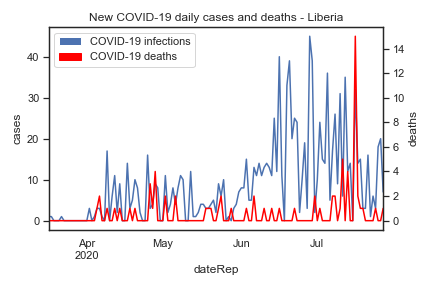 New COVID-19 daily cases and deaths - Liberia
COVID-19 infections
COVID-19 deaths
cases
40
30
20
10
0
14
12
10
8
6
4
2
0
deaths
Apr
2020
May
Jun
Jul
dateRep